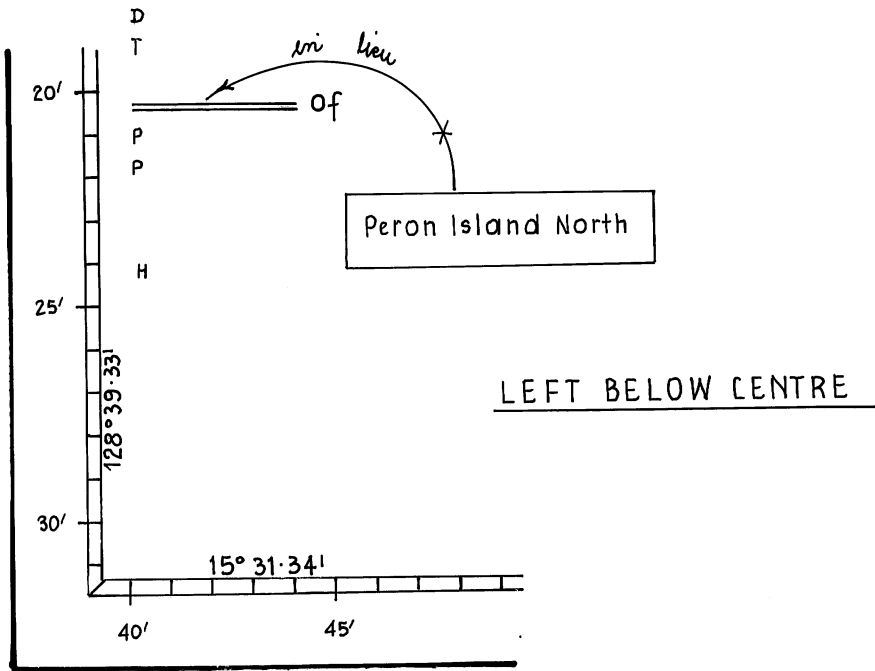 D
T
in lieu
20'
Of
P
P
Peron Island North
H
25'
128°39·33'
LEFT BELOW CENTRE
30'
15° 31·34'
40'
45'